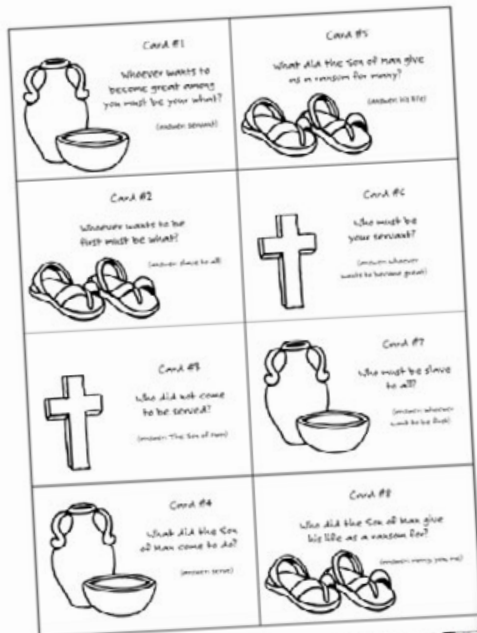 Card #1
Whoever wants to
become great among
you must be your what?
(answer: servant)
Card #5
What did the Son of Man give
as a ransom for many?
(answer: his life)
Card #2
Whoever wants to be
first must be what?
(answer: slave to all)
Card #6
Who must be
your servant?
(answer: whoever
wants to become great)
Card #3
Who did not come
to be served?
(answer: The Son of Man)
Card #7
Who must be slave
to all?
(answer: whoever
want to be first)
Card #4
What did the Son
of Man come to do?
(answer: serve)
Card #8
Who did the Son of Man give
his life as a ransom for?
(answer: many, you, me)